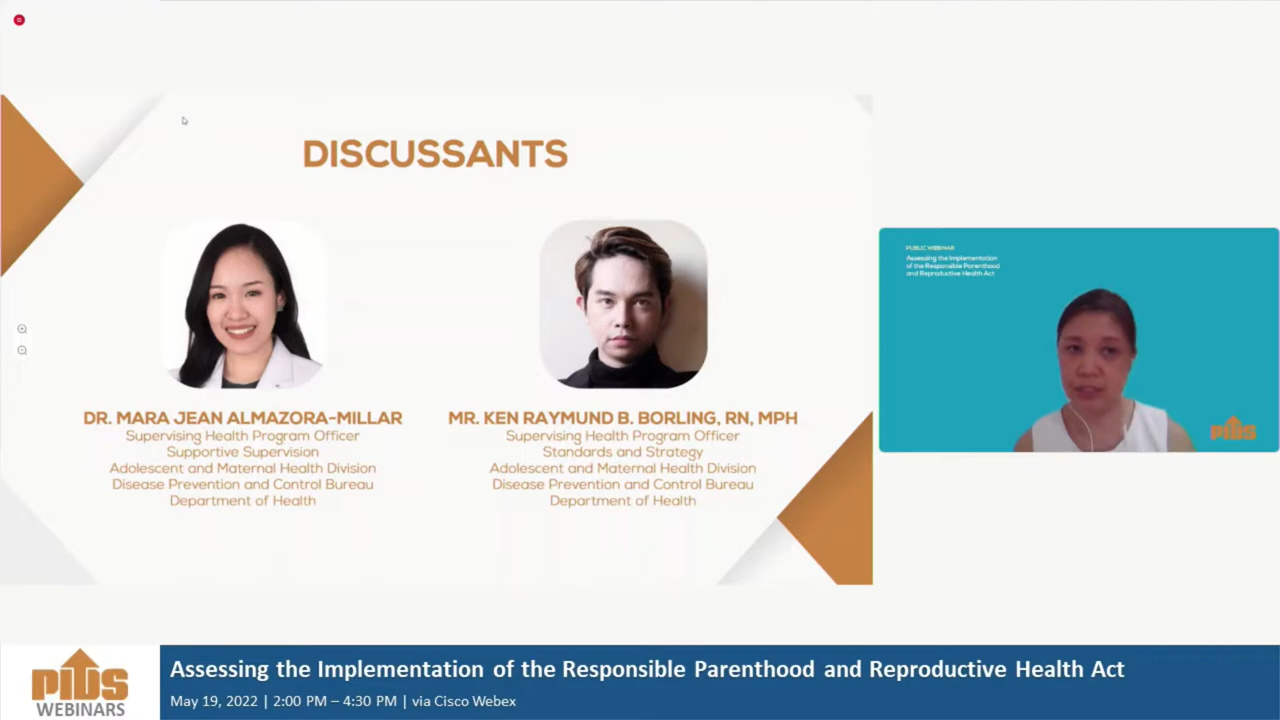 DISCUSSANTS
DR. MARA JEAN ALMAZORA-MILLAR
Supervising Health Program Officer
Supportive Supervision
Adolescent and Maternal Health Division
Disease Prevention and Control Bureau
Department of Health
MR. KEN RAYMUND B. BORLING, RN, MPH
Supervising Health Program Officer
Standards and Strategy
Adolescent and Maternal Health Division
Disease Prevention and Control Bureau
Department of Health
PUBLIC WEBINAR
Assessing the Implementation
of the Responsible Parenthood
and Reproductive Health Act
PIDS
PIDS
WEBINARS
Assessing the Implementation of the Responsible Parenthood and Reproductive Health Act
May 19, 2022 | 2:00 PM – 4:30 PM | via Cisco Webex